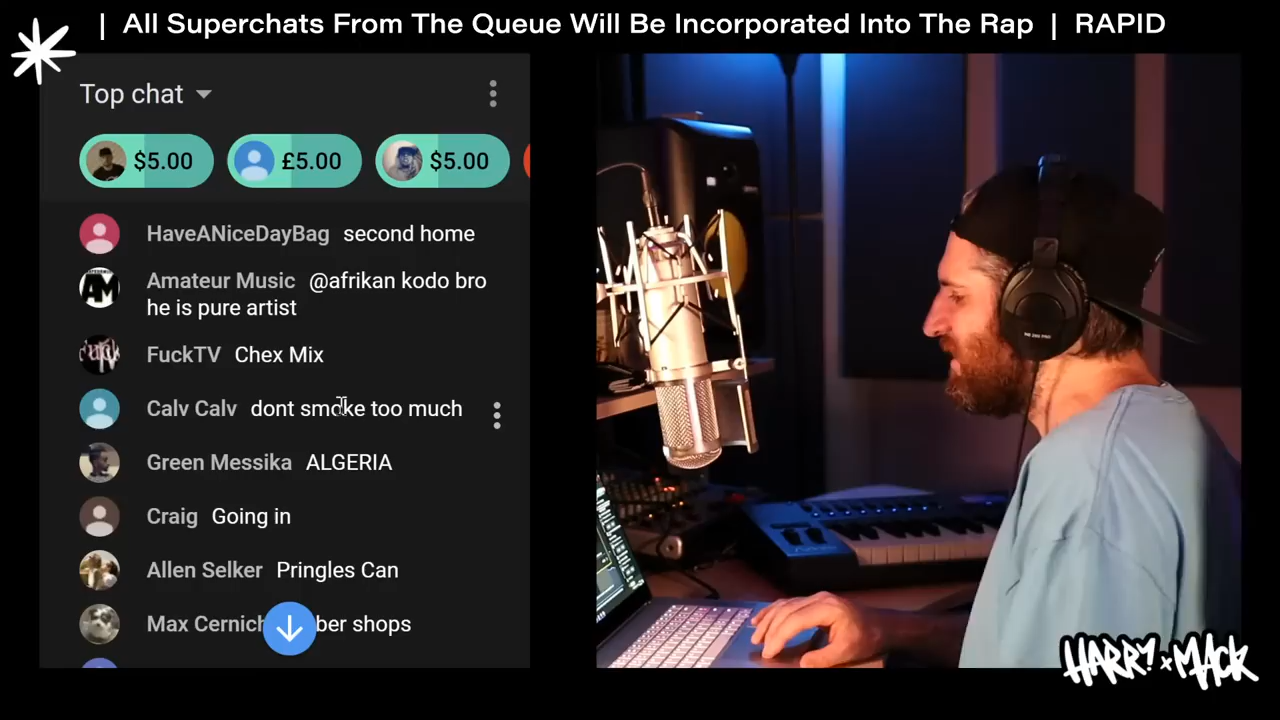 | All Superchats From The Queue Will Be Incorporated Into The Rap | RAPID
Top chat
$5.00 £5.00 $5.00
HaveANiceDayBag second home
Amateur Music @afrikan kodo bro
he is pure artist
FuckTV Chex Mix
Calv Calv dont smoke too much
Green Messika ALGERIA
Craig Going in
Allen Selker Pringles Can
Max Cernich ber shops
HARRY x MACK